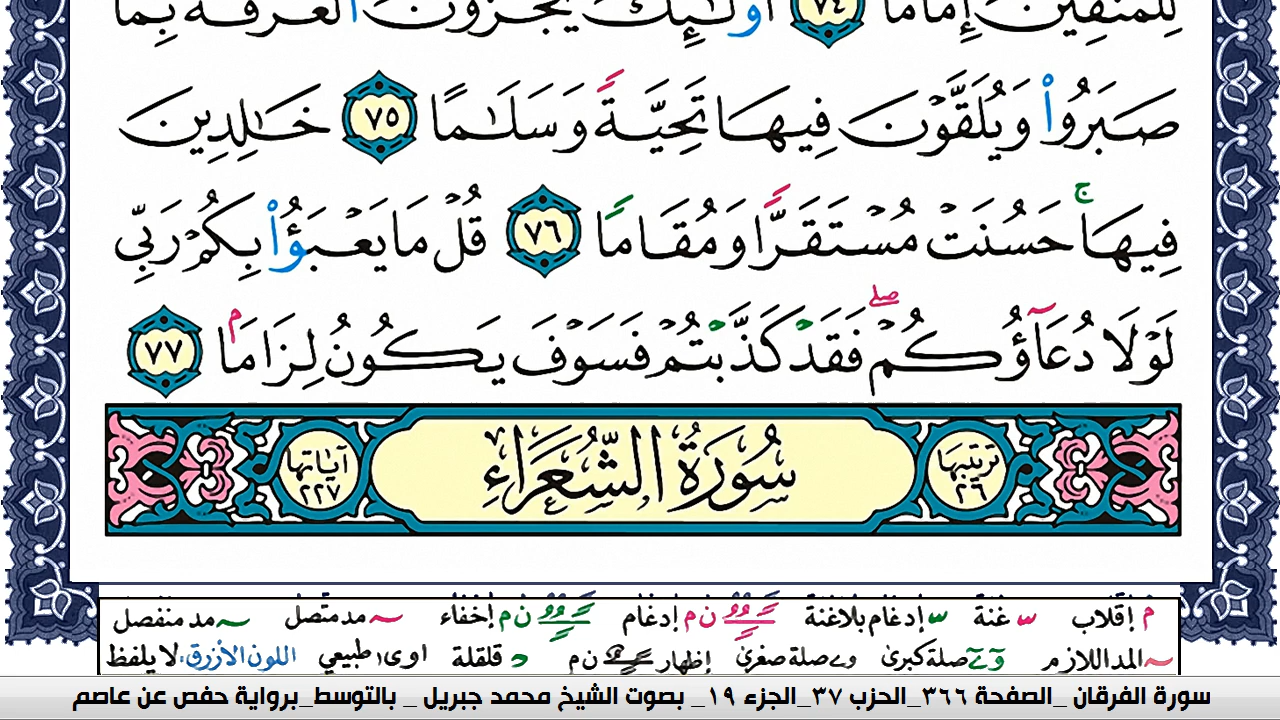 لِّلْمُتَّقِينَ إِمَامًا ٧٤ أُو۟لَـٰٓئِكَ يُجْزَوْنَ ٱلْغُرْفَةَ بِمَا
صَبَرُوا۟ وَيُلَقَّوْنَ فِيهَا تَحِيَّةً وَسَلَـٰمًا ٧٥ خَـٰلِدِينَ
فِيهَا ۚ حَسُنَتْ مُسْتَقَرًّا وَمُقَامًا ٧٦ قُلْ مَا يَعْبَؤُا۟ بِكُمْ رَبِّى
لَوْلَا دُعَآؤُكُمْ ۖ فَقَدْ كَذَّبْتُمْ فَسَوْفَ يَكُونُ لِزَامًۢا ٧٧
ترتيبها ٢٦ سُورَةُ الشُّعَرَاءِ آياتها ٢٢٧
م إقلاب س غنة س إدغام بلاغنة ن م إدغام ن م إخفاء ~ مد متصل ~ مد منفصل
~ المد اللازم و ے صلة كبرى و ے صلة صغرى إظهار ن م د قلقلة اوى طبيعي اللون الأزرق، لا يلفظ
سورة الفرقان _الصفحة ٣٦٦_الحزب ٣٧_الجزء ١٩_ بصوت الشيخ محمد جبريل _ بالتوسط_برواية حفص عن عاصم